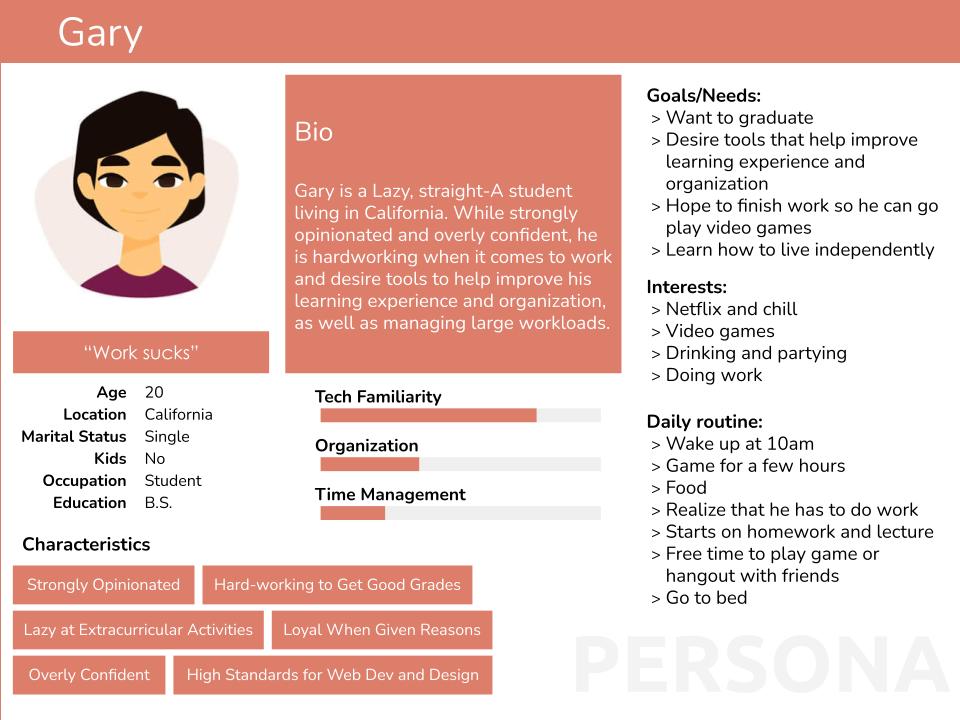 Gary
“Work sucks”
Age 20
Location California
Marital Status Single
Kids No
Occupation Student
Education B.S.
Characteristics
Strongly Opinionated
Hard-working to Get Good Grades
Lazy at Extracurricular Activities
Loyal When Given Reasons
Overly Confident
High Standards for Web Dev and Design
Bio
Gary is a Lazy, straight-A student
living in California. While strongly
opinionated and overly confident, he
is hardworking when it comes to work
and desire tools to help improve his
learning experience and organization,
as well as managing large workloads.
Tech Familiarity
Organization
Time Management
Goals/Needs:
> Want to graduate
> Desire tools that help improve
learning experience and
organization
> Hope to finish work so he can go
play video games
> Learn how to live independently
Interests:
> Netflix and chill
> Video games
> Drinking and partying
> Doing work
Daily routine:
> Wake up at 10am
> Game for a few hours
> Food
> Realize that he has to do work
> Starts on homework and lecture
> Free time to play game or
hangout with friends
> Go to bed
PERSONA